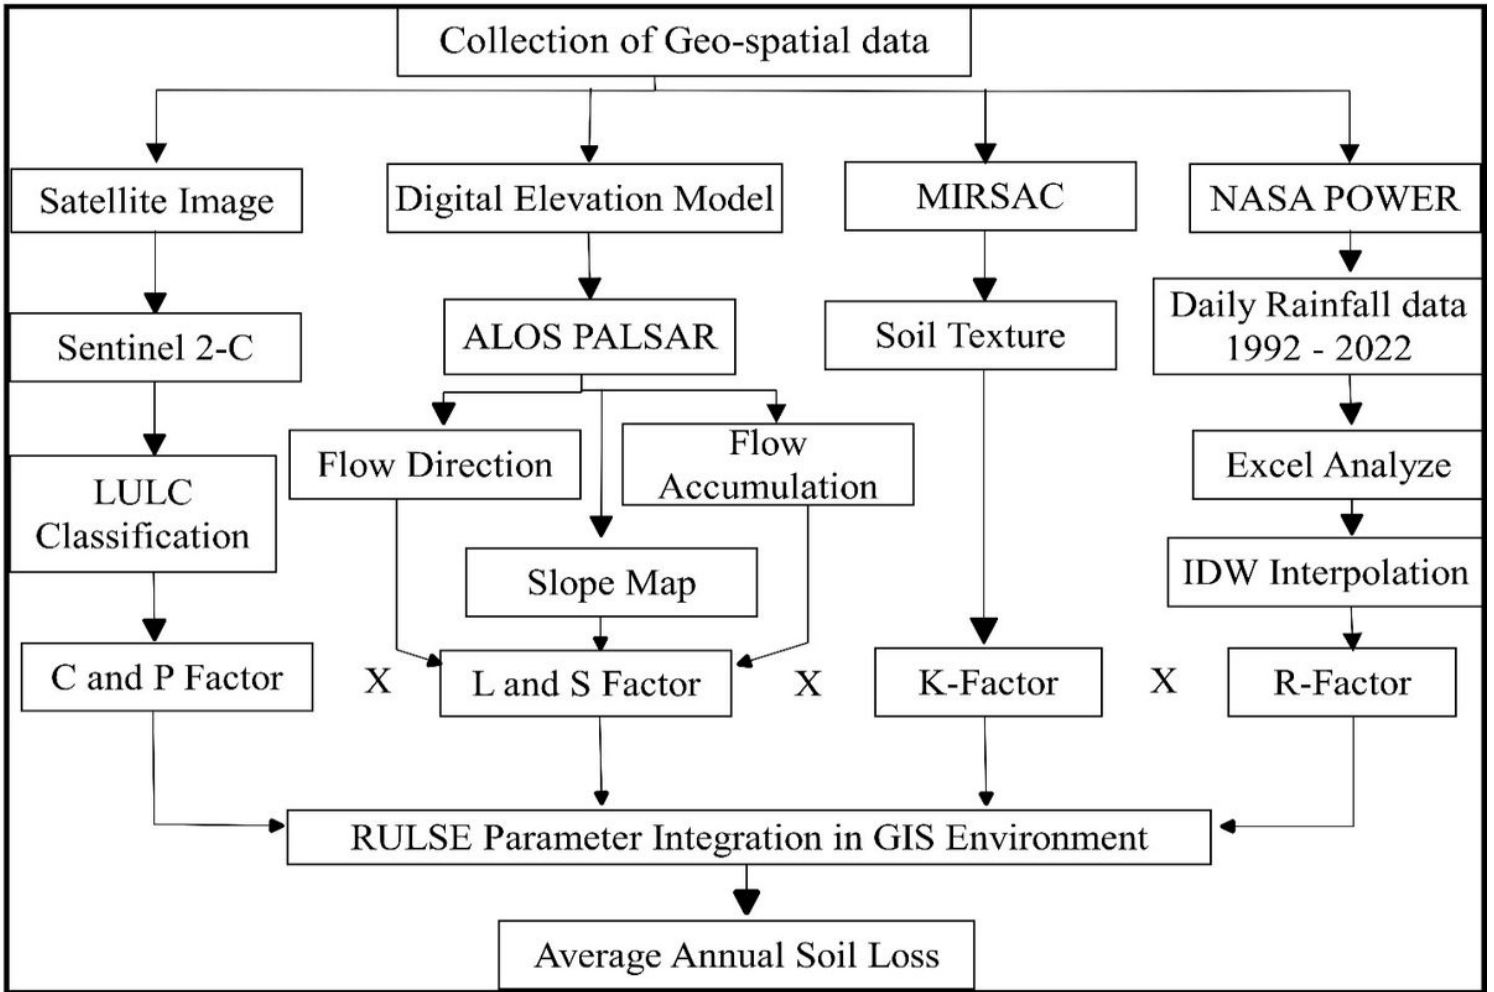 Collection of Geo-spatial data
Satellite Image
Digital Elevation Model
MIRSAC
NASA POWER
Sentinel 2-C
ALOS PALSAR
Soil Texture
Daily Rainfall data
1992 - 2022
LULC
Classification
Flow Direction
Flow
Accumulation
Excel Analyze
Slope Map
IDW Interpolation
C and P Factor
X
L and S Factor
X
K-Factor
X
R-Factor
RULSE Parameter Integration in GIS Environment
Average Annual Soil Loss